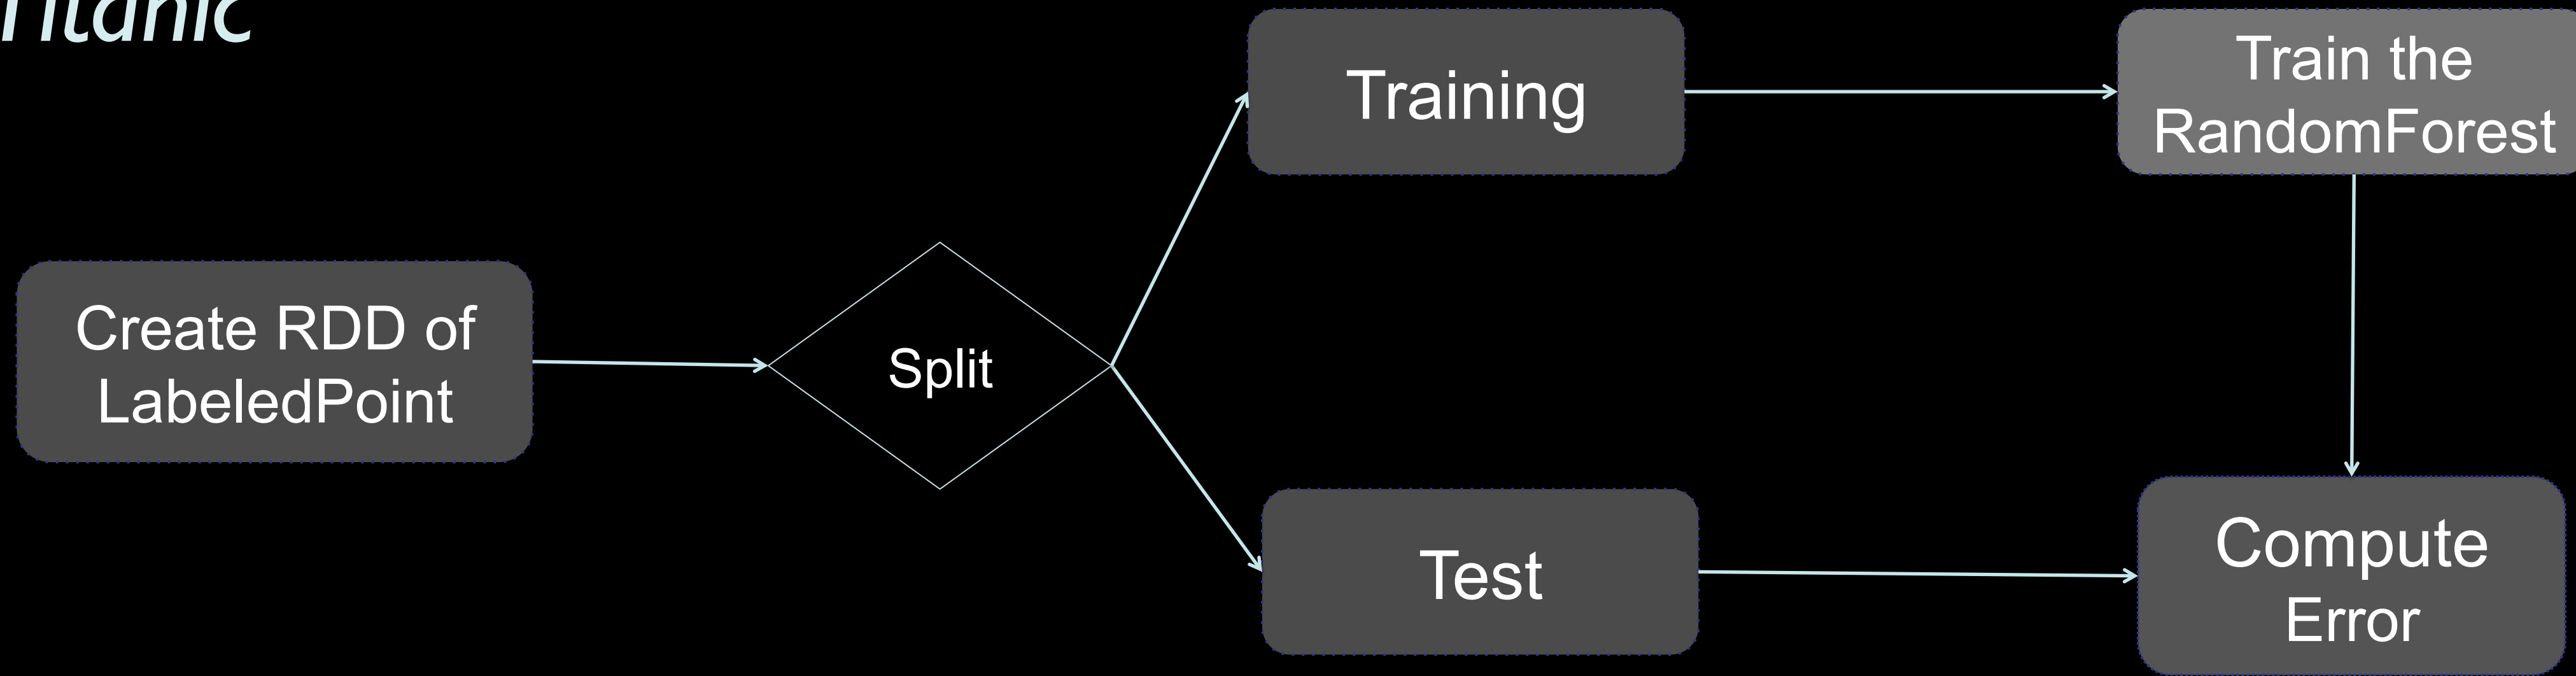 Titanic
Training
Train the
RandomForest
Create RDD of
LabeledPoint
Split
Test
Compute
Error